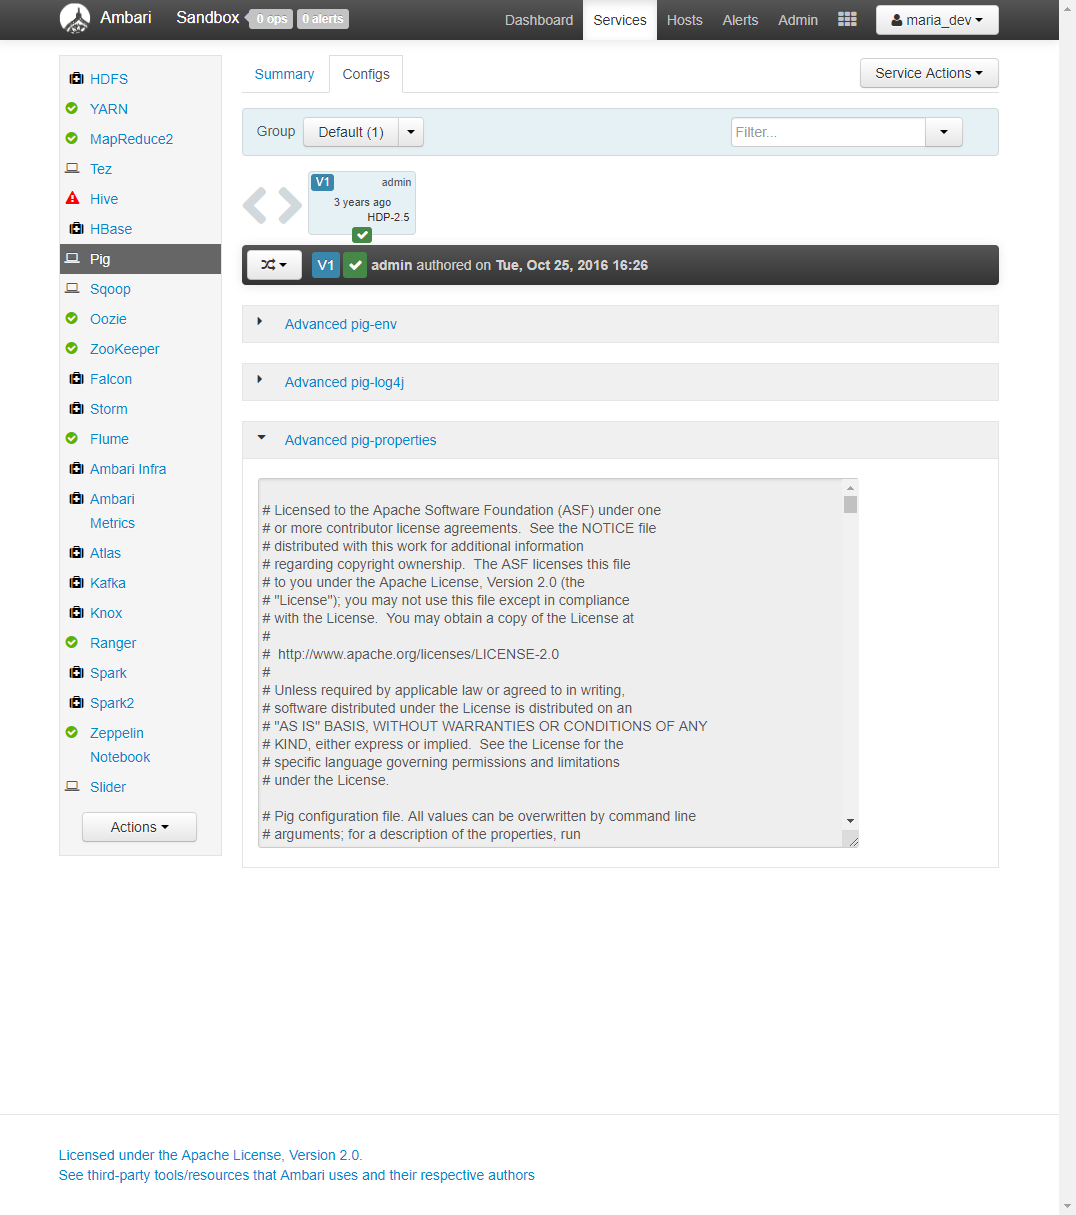 Ambari Sandbox 0 ops 0 alerts Dashboard Services Hosts Alerts Admin maria_dev
HDFS
YARN
MapReduce2
Tez
Hive
HBase
Pig
Sqoop
Oozie
ZooKeeper
Falcon
Storm
Flume
Ambari Infra
Ambari
Metrics
Atlas
Kafka
Knox
Ranger
Spark
Spark2
Zeppelin
Notebook
Slider
Actions
Summary Configs Service Actions
Group Default (1) Filter...
V1 admin
3 years ago
HDP-2.5
V1 admin authored on Tue, Oct 25, 2016 16:26
Advanced pig-env
Advanced pig-log4j
Advanced pig-properties
# Licensed to the Apache Software Foundation (ASF) under one
# or more contributor license agreements.  See the NOTICE file
# distributed with this work for additional information
# regarding copyright ownership.  The ASF licenses this file
# to you under the Apache License, Version 2.0 (the
# "License"); you may not use this file except in compliance
# with the License.  You may obtain a copy of the License at
#
#  http://www.apache.org/licenses/LICENSE-2.0
#
# Unless required by applicable law or agreed to in writing,
# software distributed under the License is distributed on an
# "AS IS" BASIS, WITHOUT WARRANTIES OR CONDITIONS OF ANY
# KIND, either express or implied.  See the License for the
# specific language governing permissions and limitations
# under the License.
# Pig configuration file. All values can be overwritten by command line
# arguments; for a description of the properties, run
Licensed under the Apache License, Version 2.0.
See third-party tools/resources that Ambari uses and their respective authors